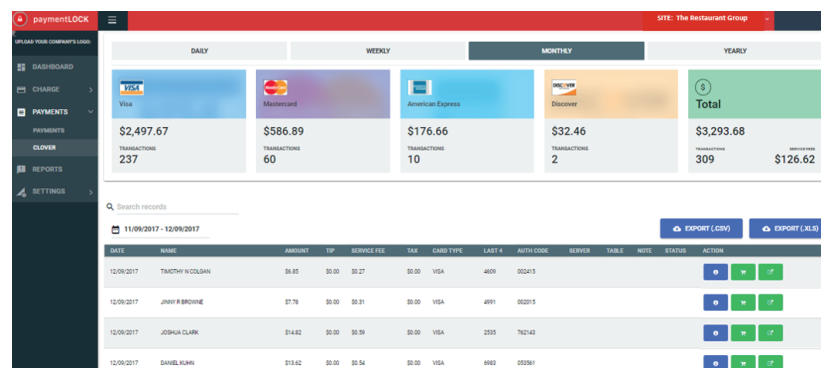 paymentLOCK
SITE: The Restaurant Group
UPLOAD YOUR COMPANY'S LOGO:
DASHBOARD
CHARGE
PAYMENTS
PAYMENTS
CLOVER
REPORTS
SETTINGS
DAILY WEEKLY MONTHLY YEARLY
VISA MasterCard DISCOVER $
Visa Mastercard American Express Discover Total
$2,497.67 $586.89 $176.66 $32.46 $3,293.68
TRANSACTIONS TRANSACTIONS TRANSACTIONS TRANSACTIONS TRANSACTIONS SERVICE FEES
237 60 10 2 309 $126.62
Search records
11/09/2017 - 12/09/2017 EXPORT (.CSV) EXPORT (.XLS)
DATE NAME AMOUNT TIP SERVICE FEE TAX CARD TYPE LAST 4 AUTH CODE SERVER TABLE NOTE STATUS ACTION
12/09/2017 TIMOTHY N COLGAN $6.85 $0.00 $0.27 $0.00 VISA 4609 002415
12/09/2017 JINNY R BROWNE $7.78 $0.00 $0.31 $0.00 VISA 4991 002015
12/09/2017 JOSHUA CLARK $14.82 $0.00 $0.59 $0.00 VISA 2535 762143
12/09/2017 DANIEL KUHN $13.62 $0.00 $0.54 $0.00 VISA 6983 053561